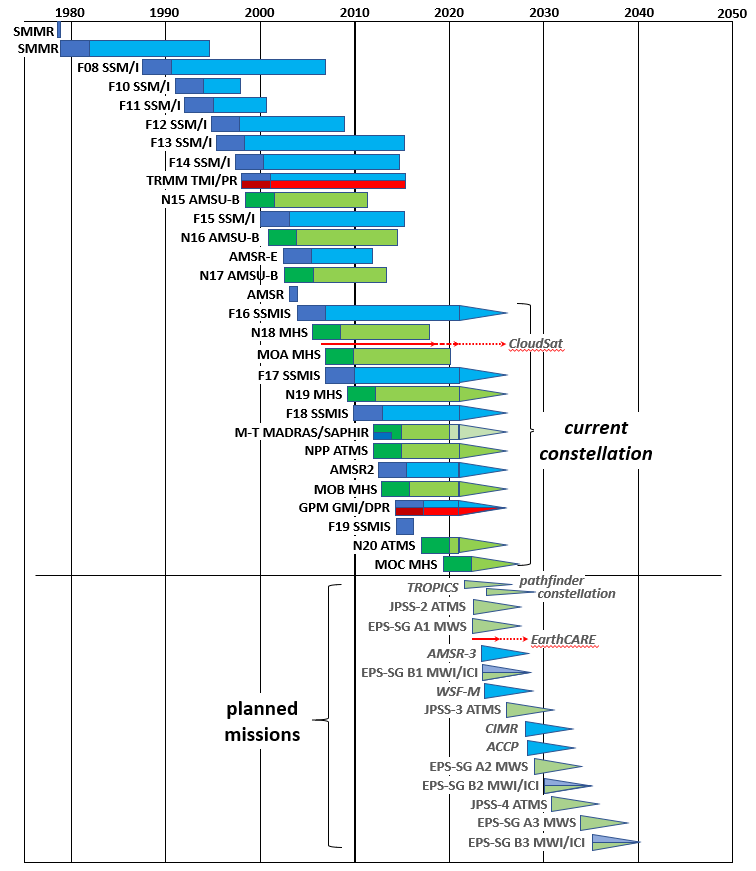 1980 1990 2000 2010 2020 2030 2040 2050
SMMR
SMMR
F08 SSM/I
F10 SSM/I
F11 SSM/I
F12 SSM/I
F13 SSM/I
F14 SSM/I
TRMM TMI/PR
N15 AMSU-B
F15 SSM/I
N16 AMSU-B
AMSR-E
N17 AMSU-B
AMSR
F16 SSMIS
N18 MHS
CloudSat
MOA MHS
F17 SSMIS
N19 MHS
F18 SSMIS
M-T MADRAS/SAPHIR
current
constellation
NPP ATMS
AMSR2
MOB MHS
GPM GMI/DPR
F19 SSMIS
N20 ATMS
MOC MHS
TROPICS
pathfinder
constellation
JPSS-2 ATMS
EPS-SG A1 MWS
EarthCARE
AMSR-3
EPS-SG B1 MWI/ICI
WSF-M
planned
missions
JPSS-3 ATMS
CIMR
ACCP
EPS-SG A2 MWS
EPS-SG B2 MWI/ICI
JPSS-4 ATMS
EPS-SG A3 MWS
EPS-SG B3 MWI/ICI